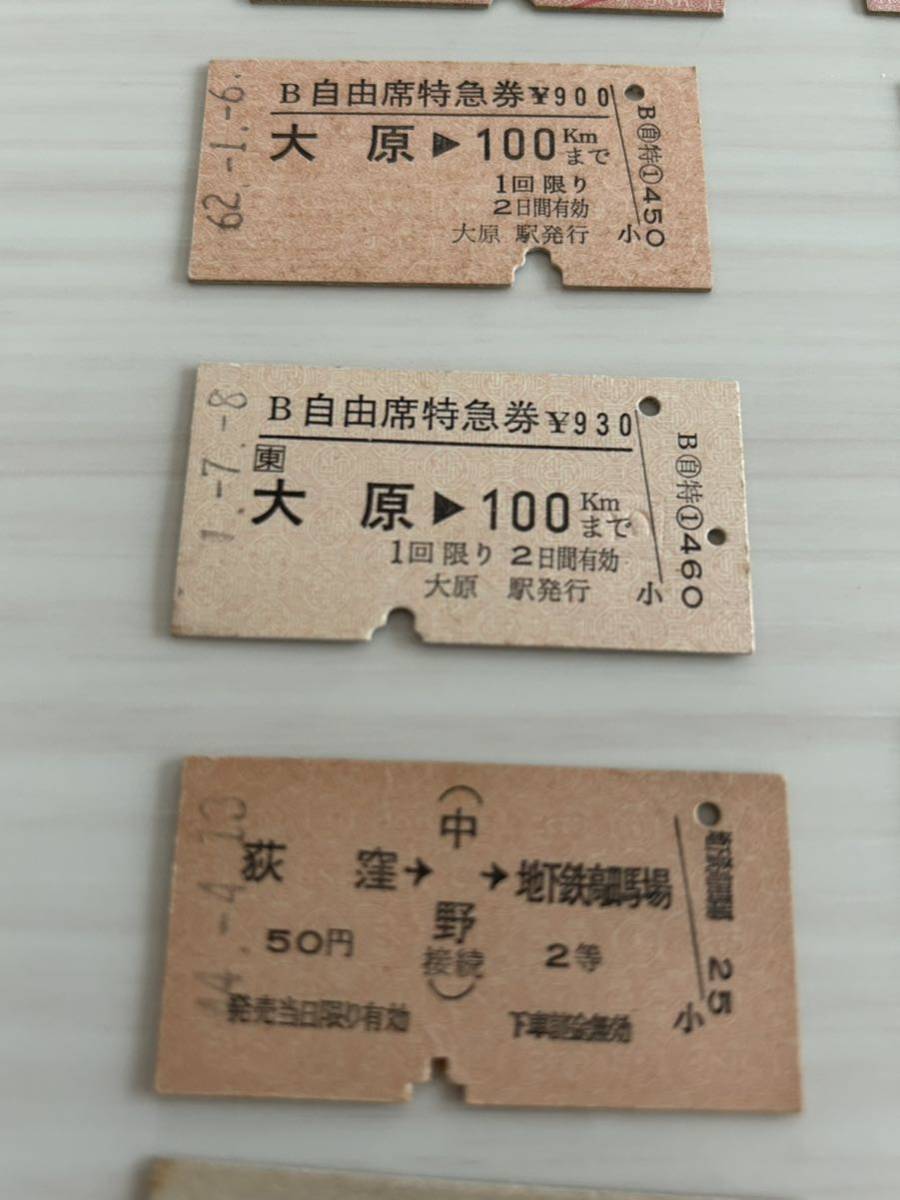 62.-1.-6.
B自由席特急券¥900
大原▶100Kmまで
1回限り
2日間有効
大原 駅発行
小
B㊐特①450
1.-7.-8
B自由席特急券¥930
東
大原▶100Kmまで
1回限り 2日間有効
大原 駅発行
小
B㊐特①460
44.-4.13
荻窪→(中野接続)→地下鉄高田馬場
50円 2等
発売当日限り有効 下車前途無効
小
25